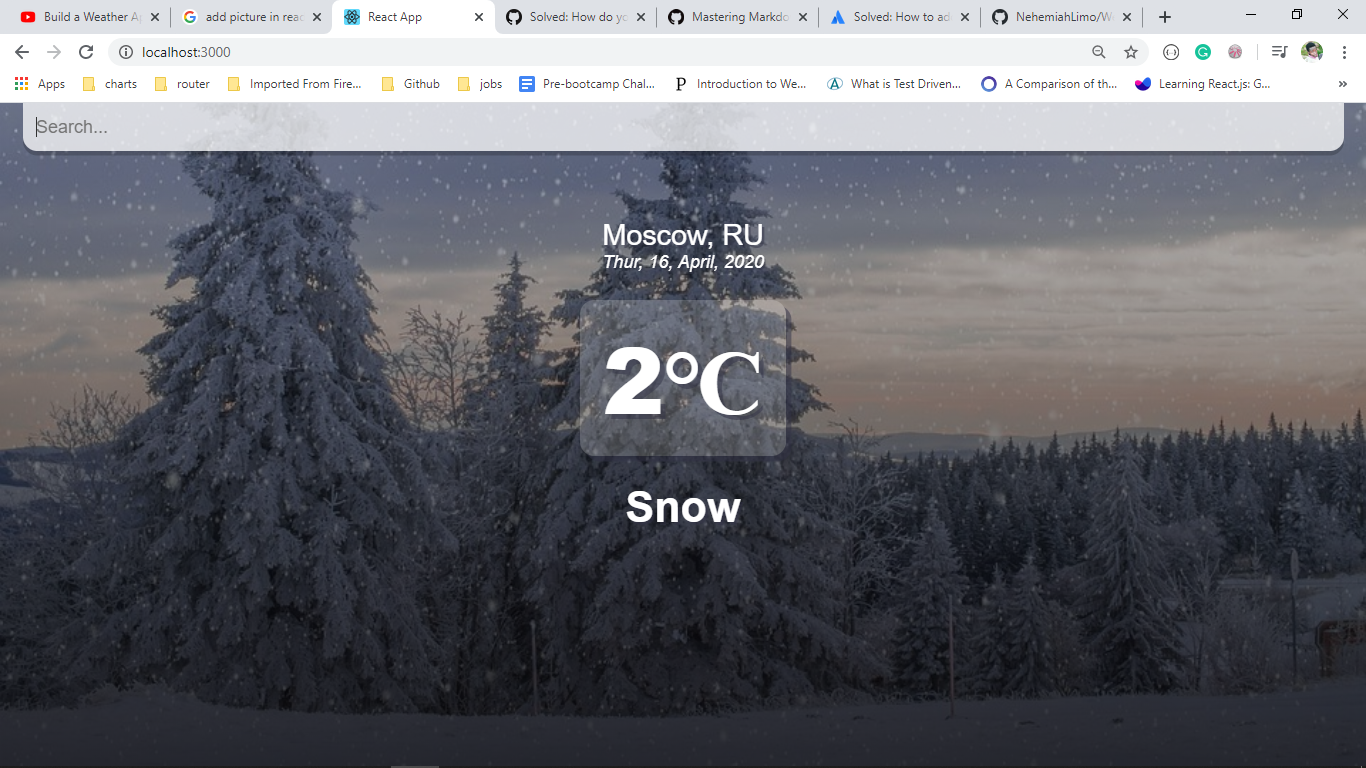 Build a Weather A
add picture in reac
React App
Solved: How do yo
Mastering Markdo
Solved: How to ad
NehemiahLimo/W
localhost:3000
Apps
charts
router
Imported From Fire...
Github
jobs
Pre-bootcamp Chal...
Introduction to We...
What is Test Driven...
A Comparison of th...
Learning React.js: G...
»
Search...
Moscow, RU
Thur, 16, April, 2020
2°C
Snow